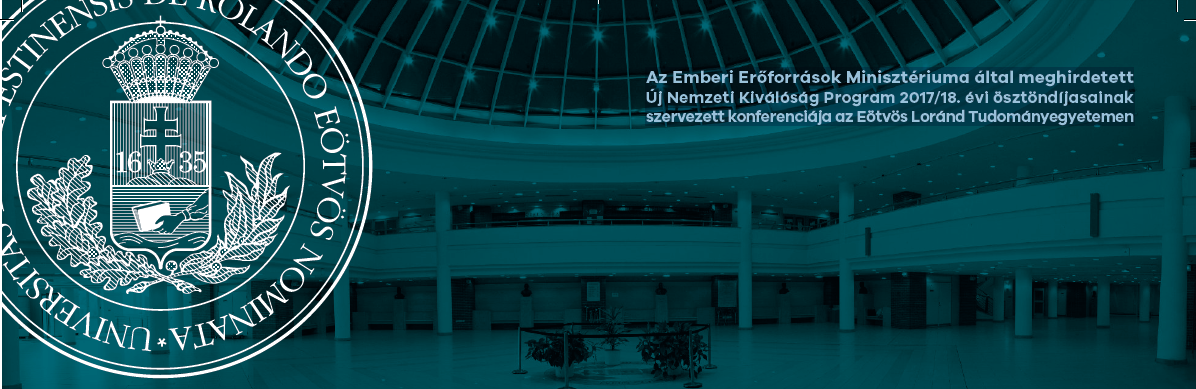 UNIVERSITAS ESTINENSIS DE ROLANDO EÖTVÖS NOMINATA *
16 35
Az Emberi Erőforrások Minisztériuma által meghirdetett
Új Nemzeti Kiválóság Program 2017/18. évi ösztöndíjasainak
szervezett konferenciája az Eötvös Loránd Tudományegyetemen